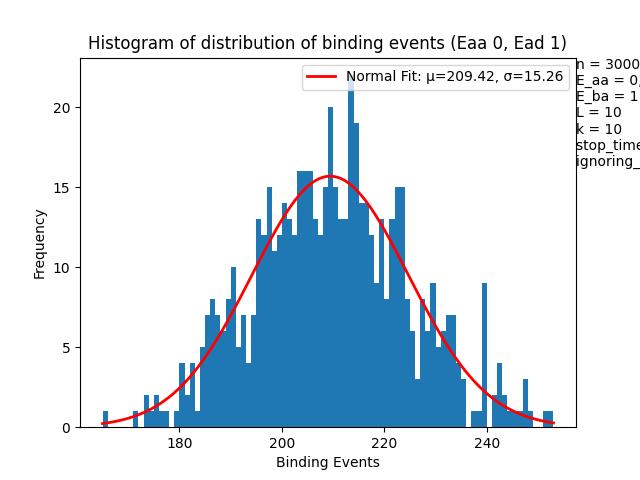 Histogram of distribution of binding events (Eaa 0, Ead 1)
Normal Fit: μ=209.42, σ=15.26
n = 3000
E_aa = 0,
E_ba = 1
L = 10
k = 10
stop_time
ignoring_
20
15
10
5
0
Frequency
180
200
220
240
Binding Events